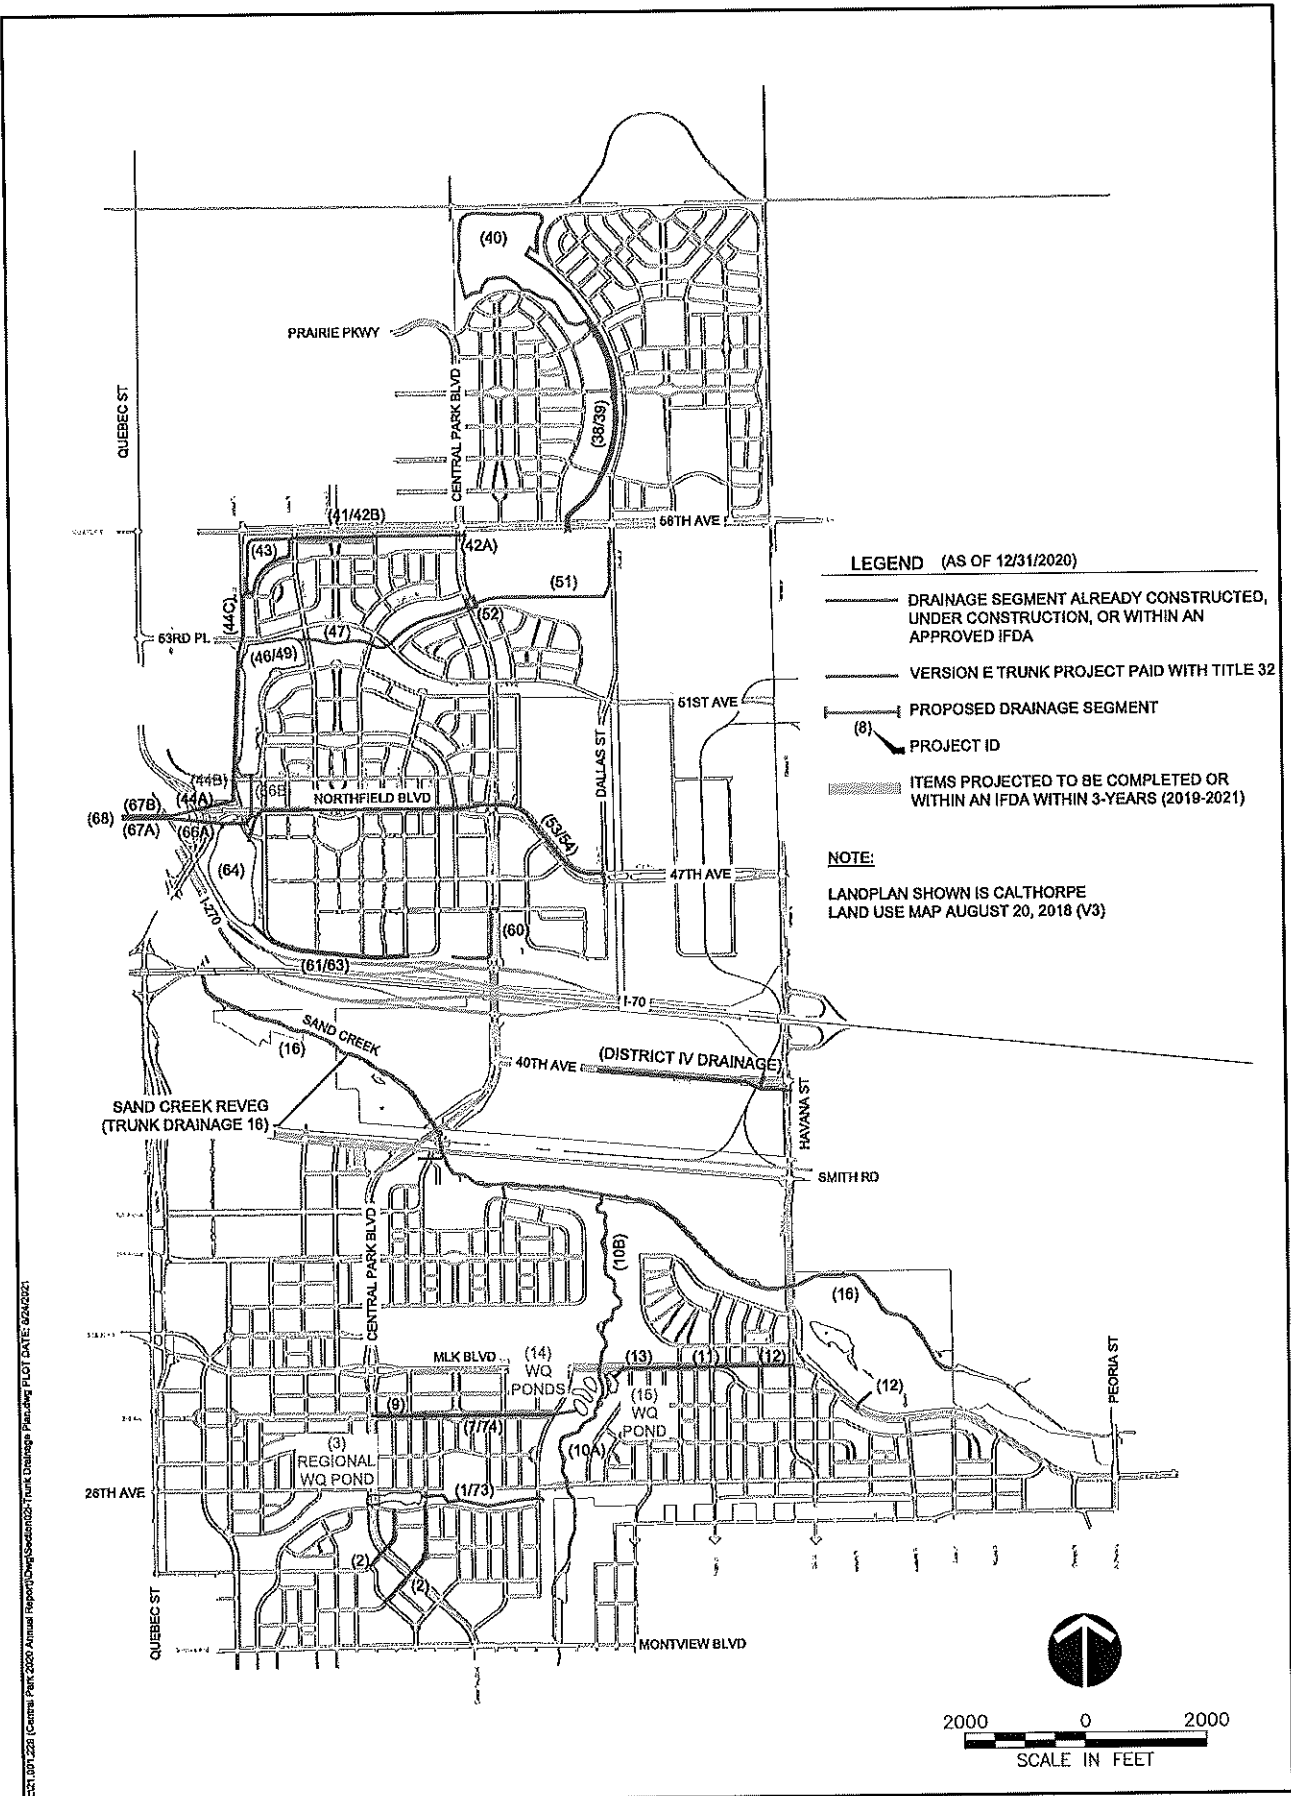 (40)
PRAIRIE PKWY
QUEBEC ST
CENTRAL PARK BLVD
(38/39)
(41/42B)
56TH AVE
(43)
(42A)
(51)
(44C)
(52)
53RD PL
(47)
(46/49)
51ST AVE
DALLAS ST
(44B)
(44A)
(66B)
NORTHFIELD BLVD
(67B)
(68)
(67A)
(66A)
(53/54)
(64)
47TH AVE
I-270
(60)
(61/63)
I-70
SAND CREEK
(16)
40TH AVE
(DISTRICT IV DRAINAGE)
SAND CREEK REVEG
(TRUNK DRAINAGE 16)
HAVANA ST
SMITH RD
CENTRAL PARK BLVD
(10B)
(16)
MLK BLVD
(14)
WQ
PONDS
(13)
(11)
(12)
(12)
PEORIA ST
(9)
(7/74)
(15)
WQ
POND
(10A)
(3)
REGIONAL
WQ POND
26TH AVE
(1/73)
(2)
(2)
QUEBEC ST
MONTVIEW BLVD
LEGEND (AS OF 12/31/2020)
DRAINAGE SEGMENT ALREADY CONSTRUCTED,
UNDER CONSTRUCTION, OR WITHIN AN
APPROVED IFDA
VERSION E TRUNK PROJECT PAID WITH TITLE 32
PROPOSED DRAINAGE SEGMENT
(8)
PROJECT ID
ITEMS PROJECTED TO BE COMPLETED OR
WITHIN AN IFDA WITHIN 3-YEARS (2019-2021)
NOTE:
LANDPLAN SHOWN IS CALTHORPE
LAND USE MAP AUGUST 20, 2018 (V3)
2000 0 2000
SCALE IN FEET